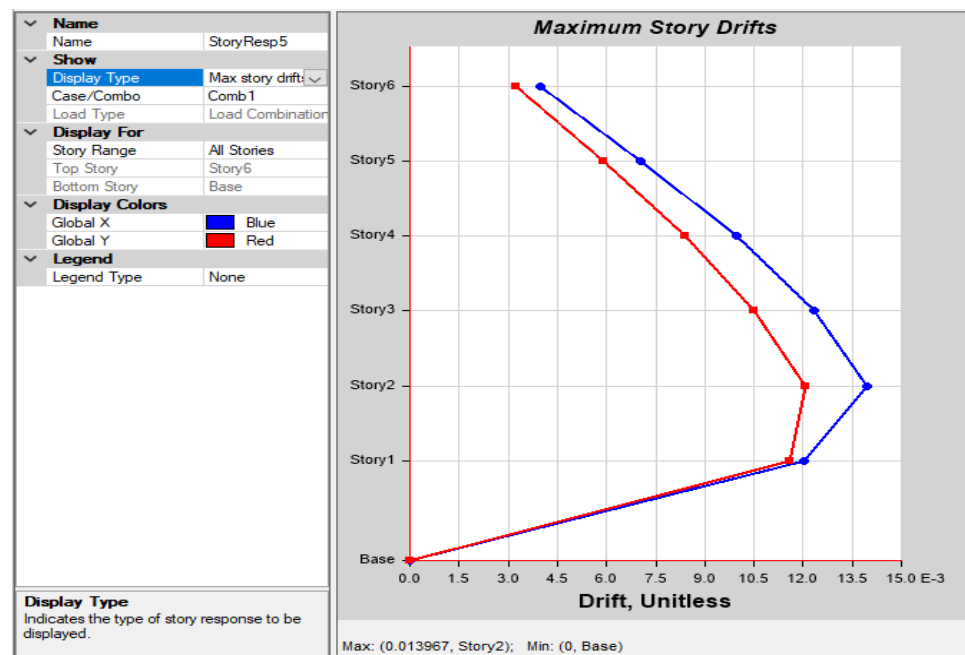 Name
Name StoryResp5
Show
Display Type Max story drifts
Case/Combo Comb1
Load Type Load Combination
Display For
Story Range All Stories
Top Story Story6
Bottom Story Base
Display Colors
Global X Blue
Global Y Red
Legend
Legend Type None
Display Type
Indicates the type of story response to be
displayed.
Maximum Story Drifts
Story6
Story5
Story4
Story3
Story2
Story1
Base
0.0 1.5 3.0 4.5 6.0 7.5 9.0 10.5 12.0 13.5 15.0 E-3
Drift, Unitless
Max: (0.013967, Story2); Min: (0, Base)